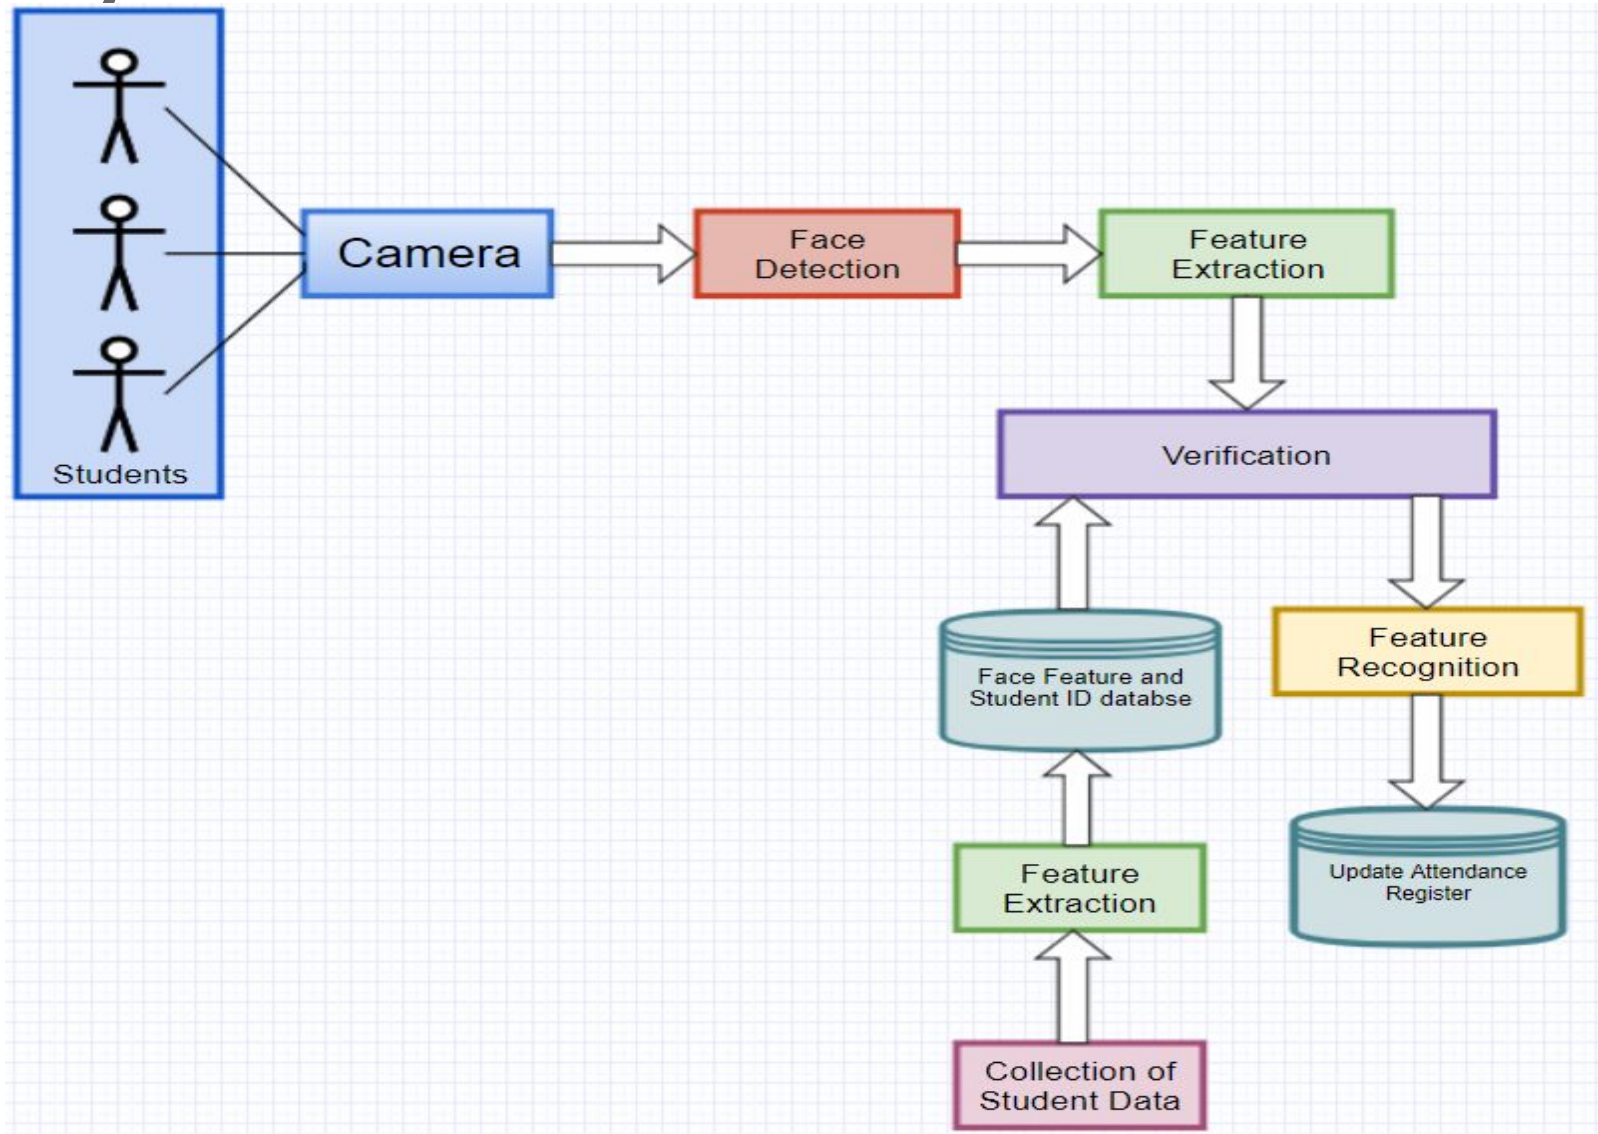 Students
Camera
Face
Detection
Feature
Extraction
Verification
Face Feature and
Student ID databse
Feature
Recognition
Feature
Extraction
Update Attendance
Register
Collection of
Student Data